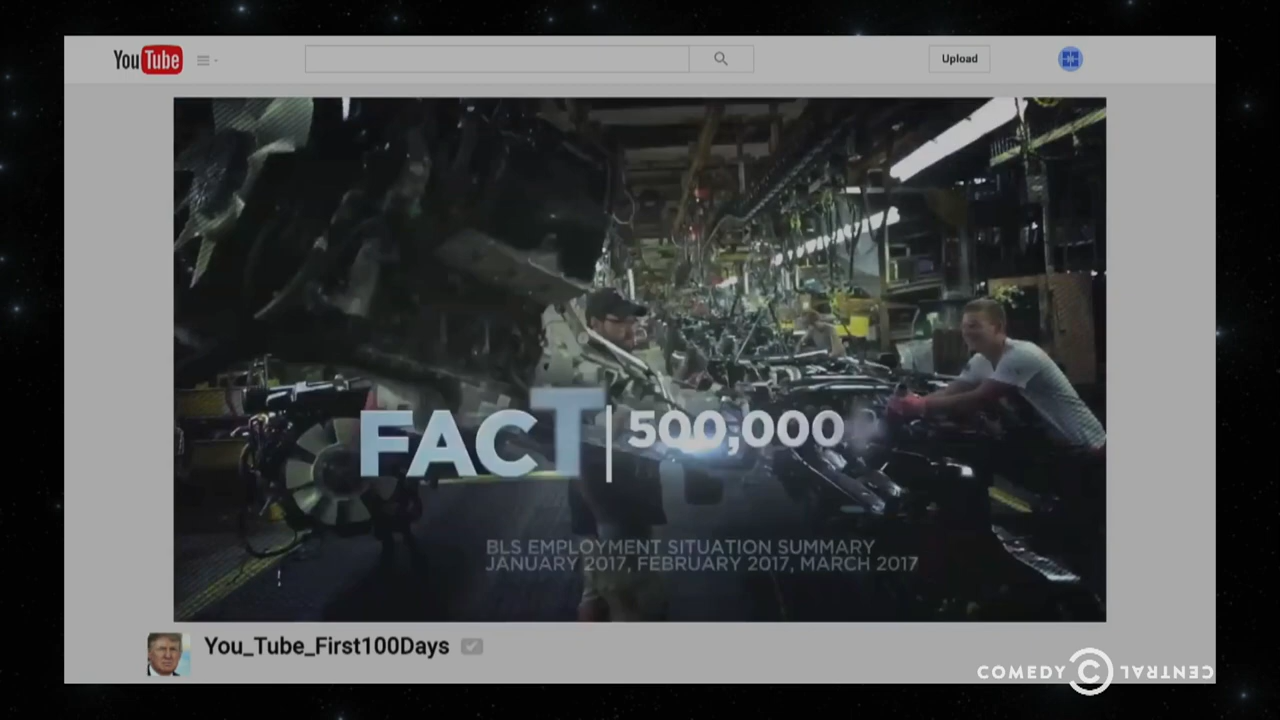 YouTube
Upload
FACT
500,000
BLS EMPLOYMENT SITUATION SUMMARY
JANUARY 2017, FEBRUARY 2017, MARCH 2017
You_Tube_First100Days
COMEDY C CENTRAL